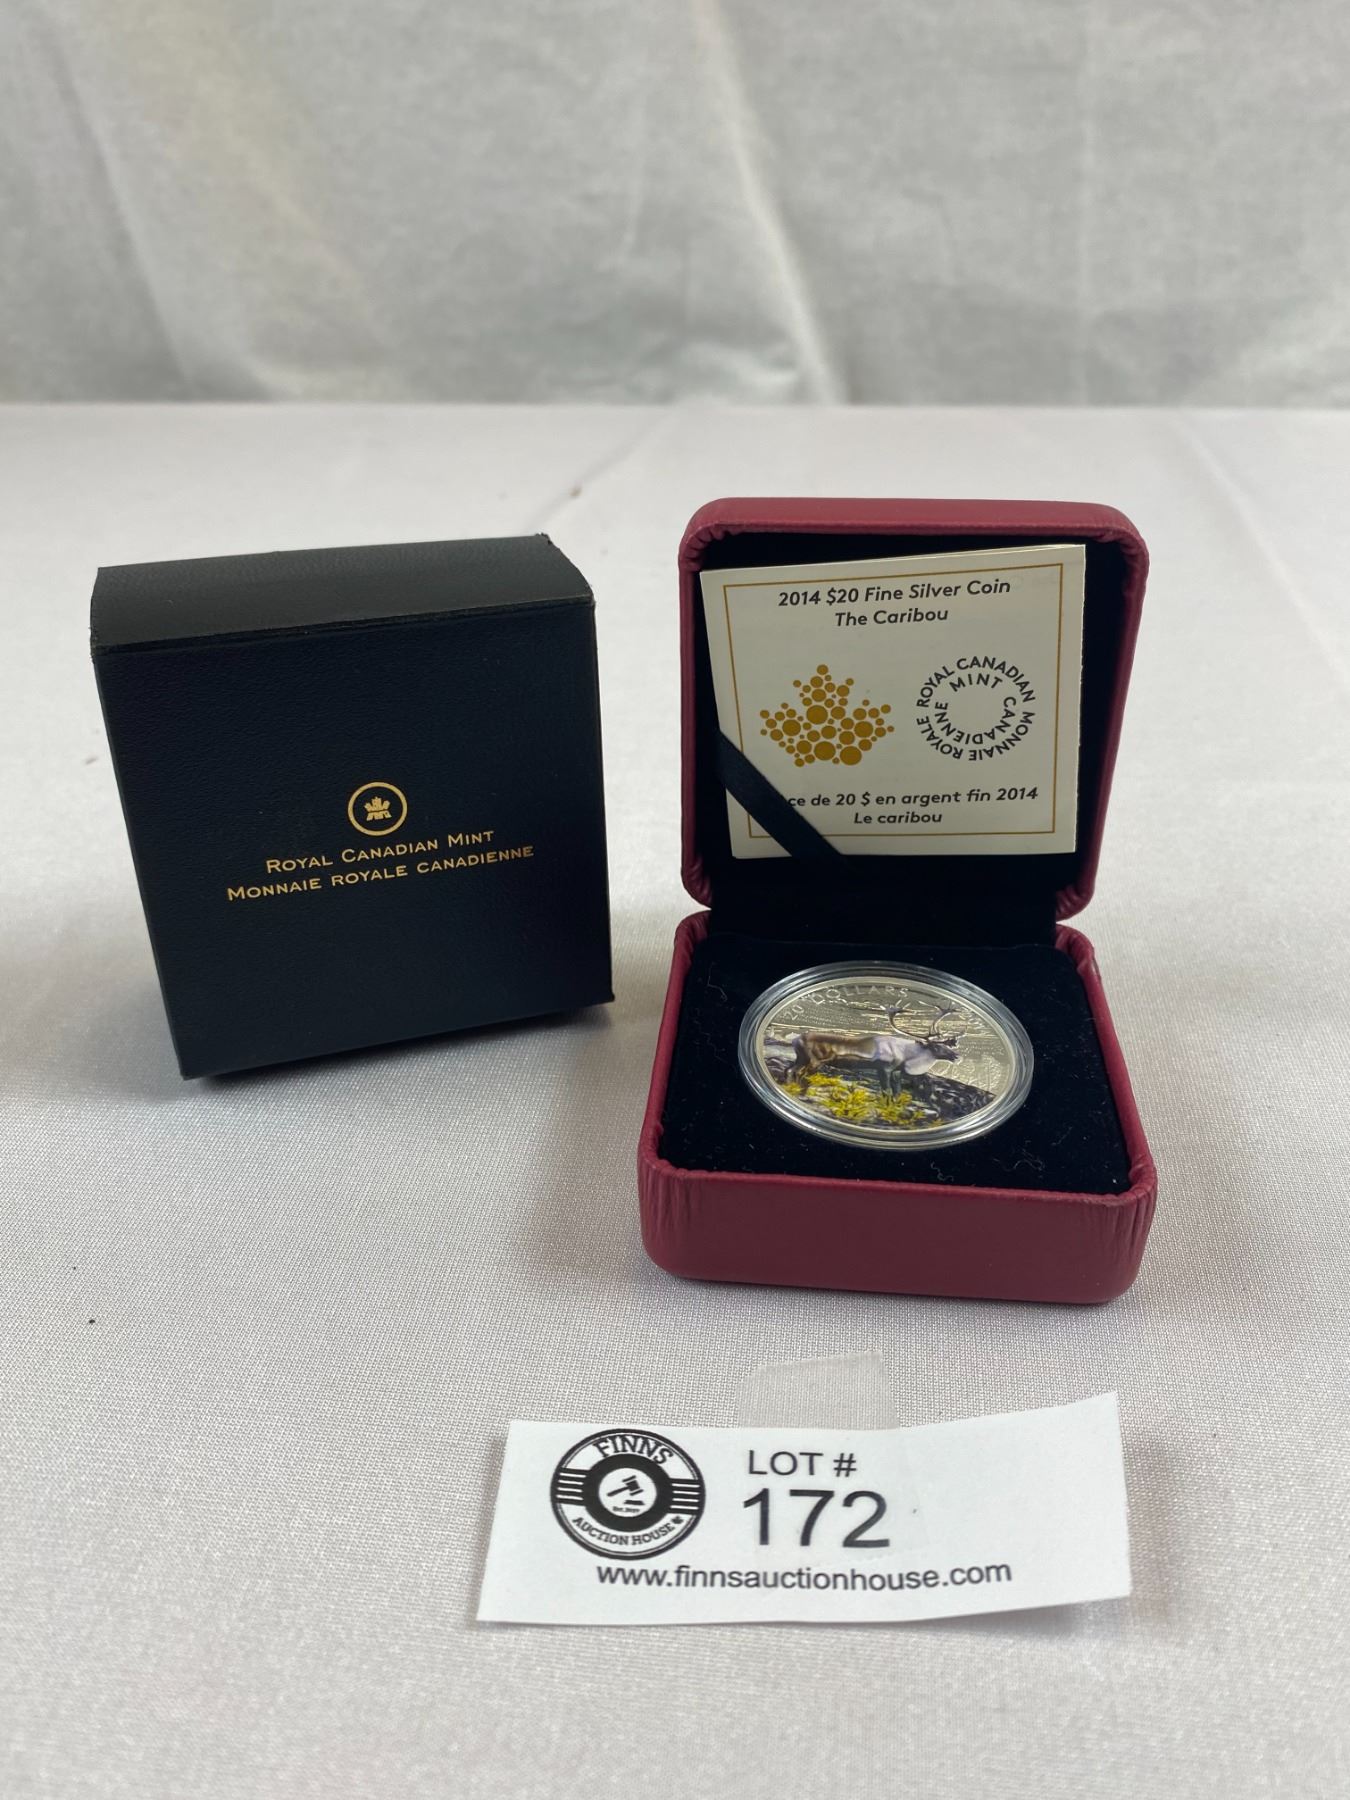 ROYAL CANADIAN MINT
MONNAIE ROYALE CANADIENNE
2014 $20 Fine Silver Coin
The Caribou
ROYAL CANADIAN MINT
MONNAIE ROYALE CANADIENNE
de 20 $ en argent fin 2014
Le caribou
20 DOLLARS
FINNS
AUCTION HOUSE
LOT #
172
www.finnsauctionhouse.com